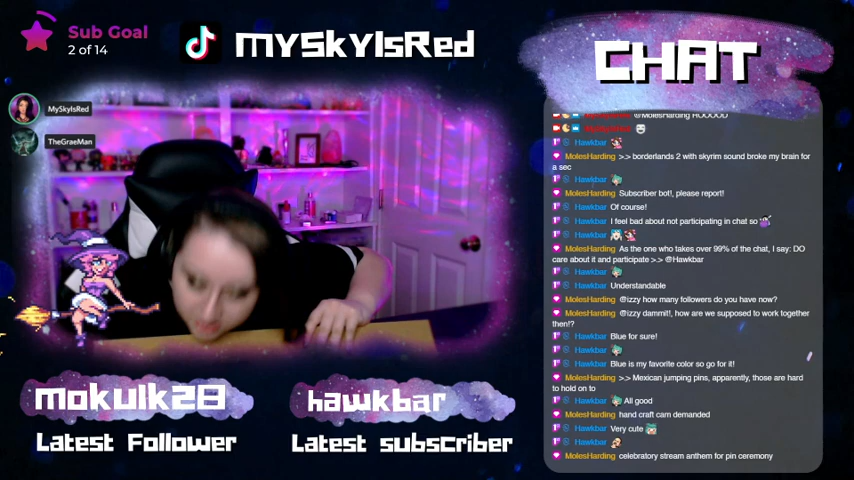 Sub Goal
2 of 14
MySkyIsRed
CHAT
MySkyIsRed
TheGraeMan
@MolesHarding ROOOOD
Hawkbar
MolesHarding >.> borderlands 2 with skyrim sound broke my brain for
a sec
Hawkbar
MolesHarding Subscriber bot!, please report!
Hawkbar Of course!
Hawkbar I feel bad about not participating in chat so
Hawkbar
MolesHarding As the one who takes over 99% of the chat, I say: DO
care about it and participate >.> @Hawkbar
Hawkbar
Hawkbar Understandable
MolesHarding @izzy how many followers do you have now?
MolesHarding @izzy dammit!, how are we supposed to work together
then!?
Hawkbar Blue for sure!
Hawkbar
Hawkbar Blue is my favorite color so go for it!
MolesHarding >.> Mexican jumping pins, apparently, those are hard
to hold on to
Hawkbar All good
MolesHarding hand craft cam demanded
Hawkbar Very cute
Hawkbar
MolesHarding celebratory stream anthem for pin ceremony
mokulk28
Latest Follower
hawkbar
Latest subscriber